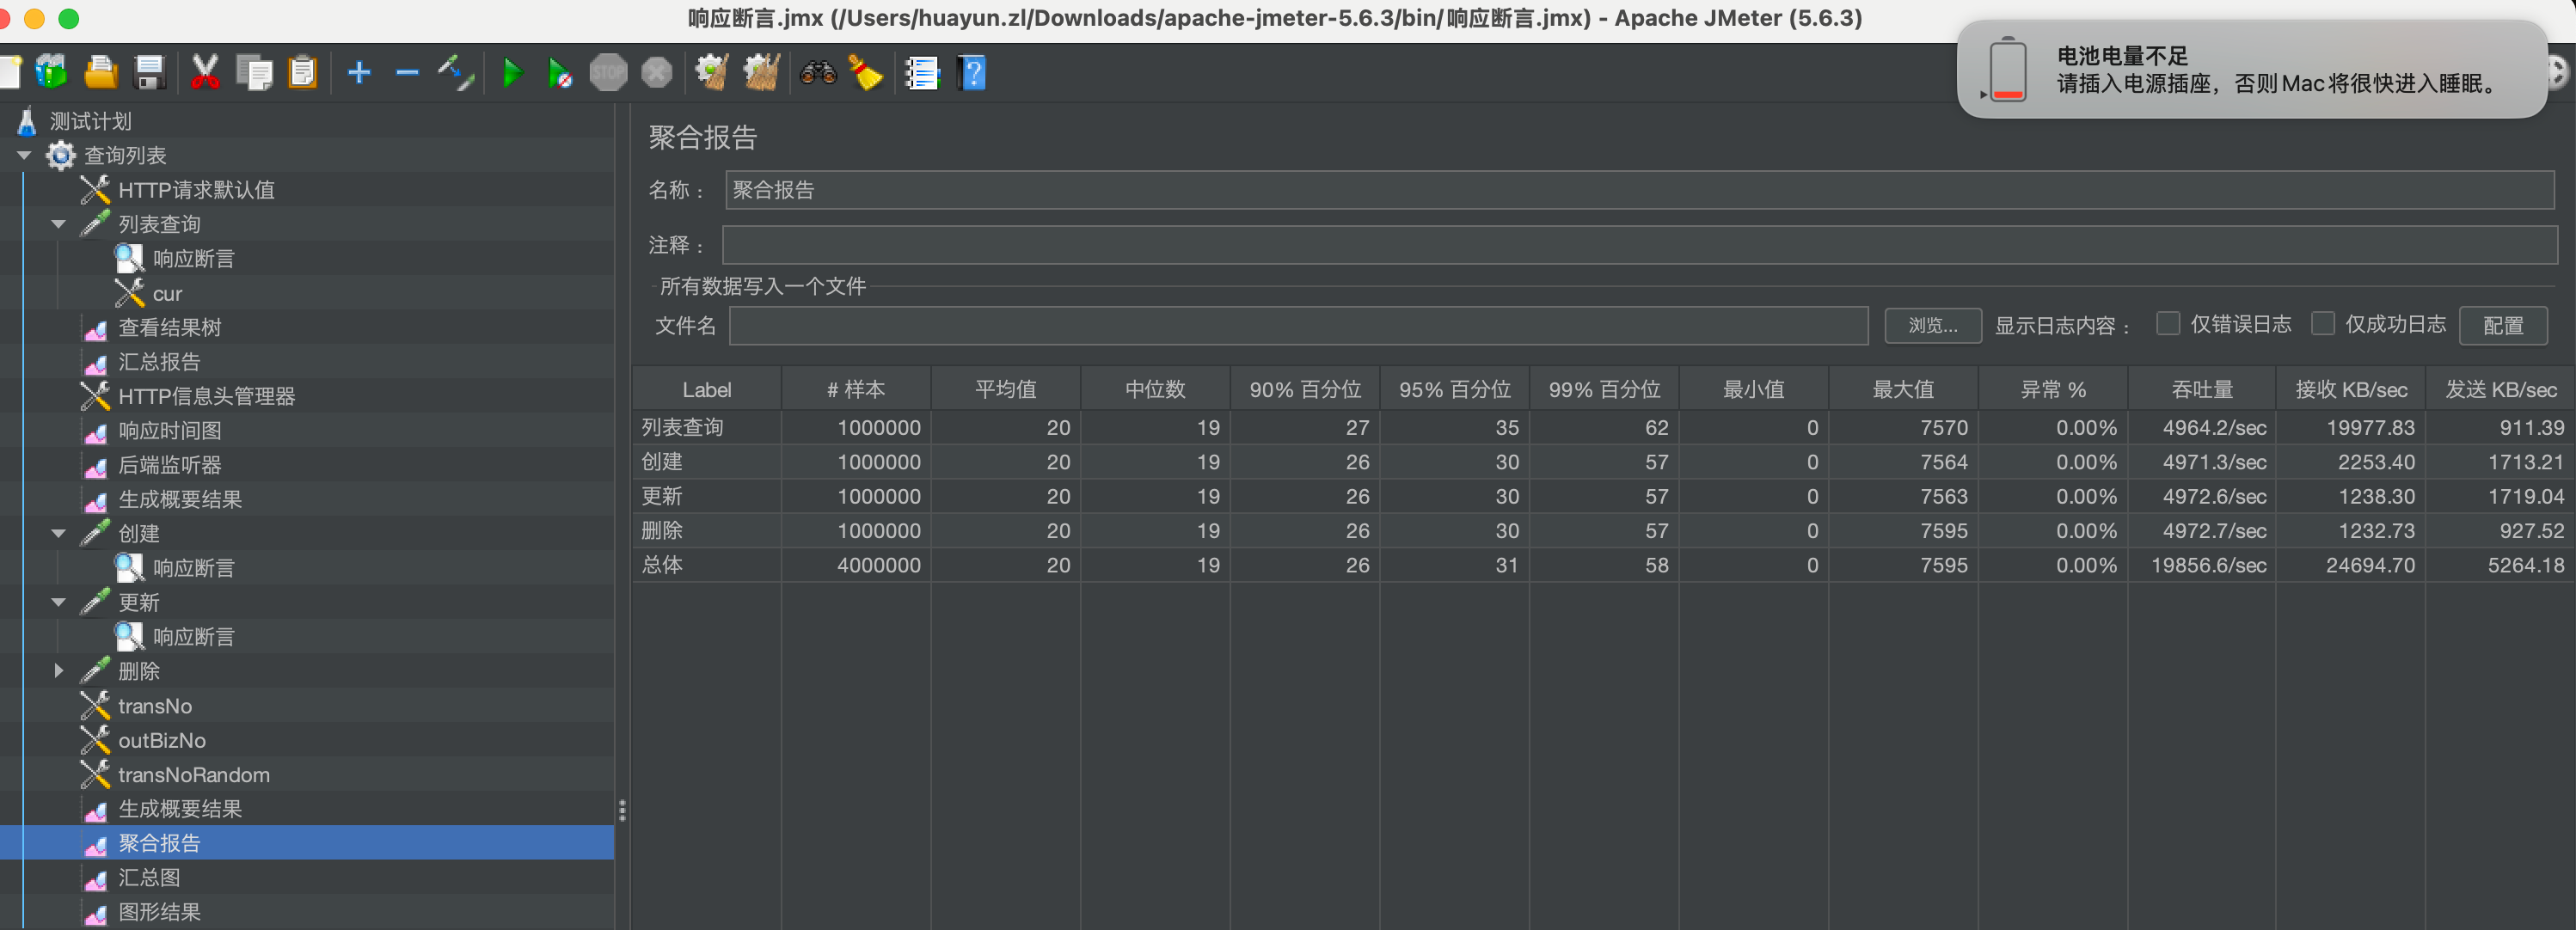 响应断言.jmx (/Users/huayun.zl/Downloads/apache-jmeter-5.6.3/bin/响应断言.jmx) - Apache JMeter (5.6.3)
电池电量不足
请插入电源插座，否则 Mac 将很快进入睡眠。
STOP
测试计划
查询列表
HTTP请求默认值
列表查询
响应断言
cur
查看结果树
汇总报告
HTTP信息头管理器
响应时间图
后端监听器
生成概要结果
创建
响应断言
更新
响应断言
删除
transNo
outBizNo
transNoRandom
生成概要结果
聚合报告
汇总图
图形结果
聚合报告
名称： 聚合报告
注释：
所有数据写入一个文件
文件名 浏览... 显示日志内容： 仅错误日志 仅成功日志 配置
Label # 样本 平均值 中位数 90% 百分位 95% 百分位 99% 百分位 最小值 最大值 异常 % 吞吐量 接收 KB/sec 发送 KB/sec
列表查询 1000000 20 19 27 35 62 0 7570 0.00% 4964.2/sec 19977.83 911.39
创建 1000000 20 19 26 30 57 0 7564 0.00% 4971.3/sec 2253.40 1713.21
更新 1000000 20 19 26 30 57 0 7563 0.00% 4972.6/sec 1238.30 1719.04
删除 1000000 20 19 26 30 57 0 7595 0.00% 4972.7/sec 1232.73 927.52
总体 4000000 20 19 26 31 58 0 7595 0.00% 19856.6/sec 24694.70 5264.18